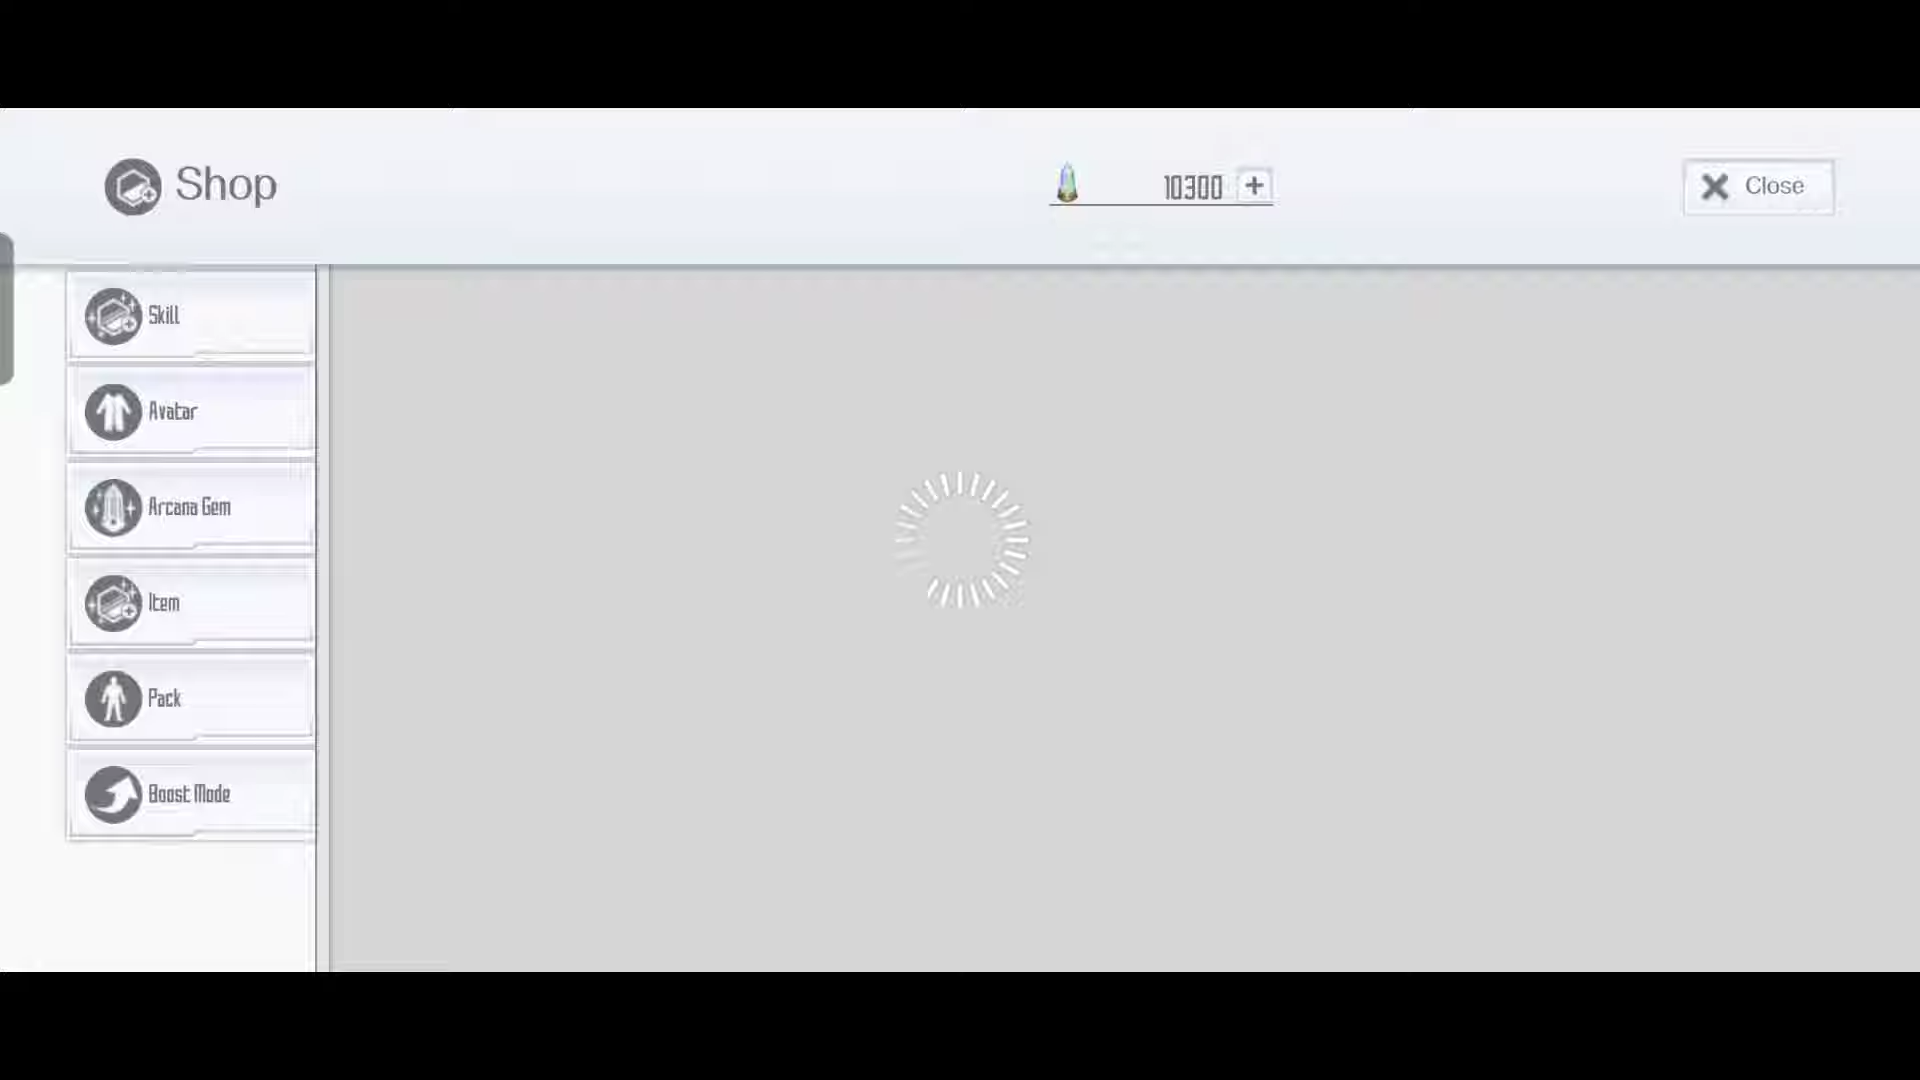 Shop
10300
Close
Skill
Avatar
Arcana Gem
Item
Pack
Boost Mode